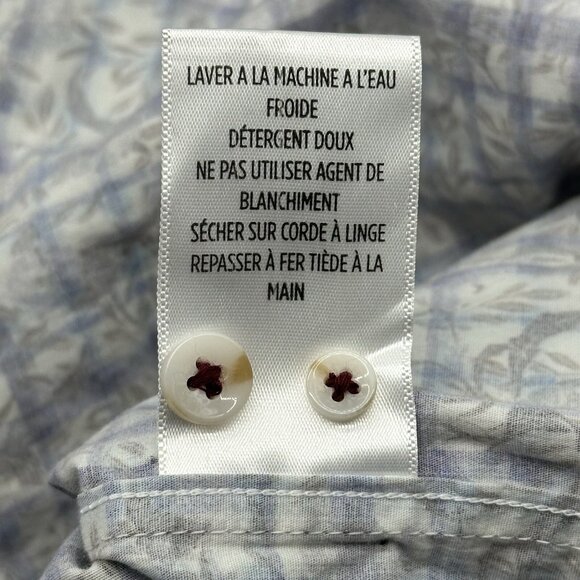 LAVER A LA MACHINE A L'EAU
FROIDE
DÉTERGENT DOUX
NE PAS UTILISER AGENT DE
BLANCHIMENT
SÉCHER SUR CORDE À LINGE
REPASSER À FER TIÈDE À LA
MAIN